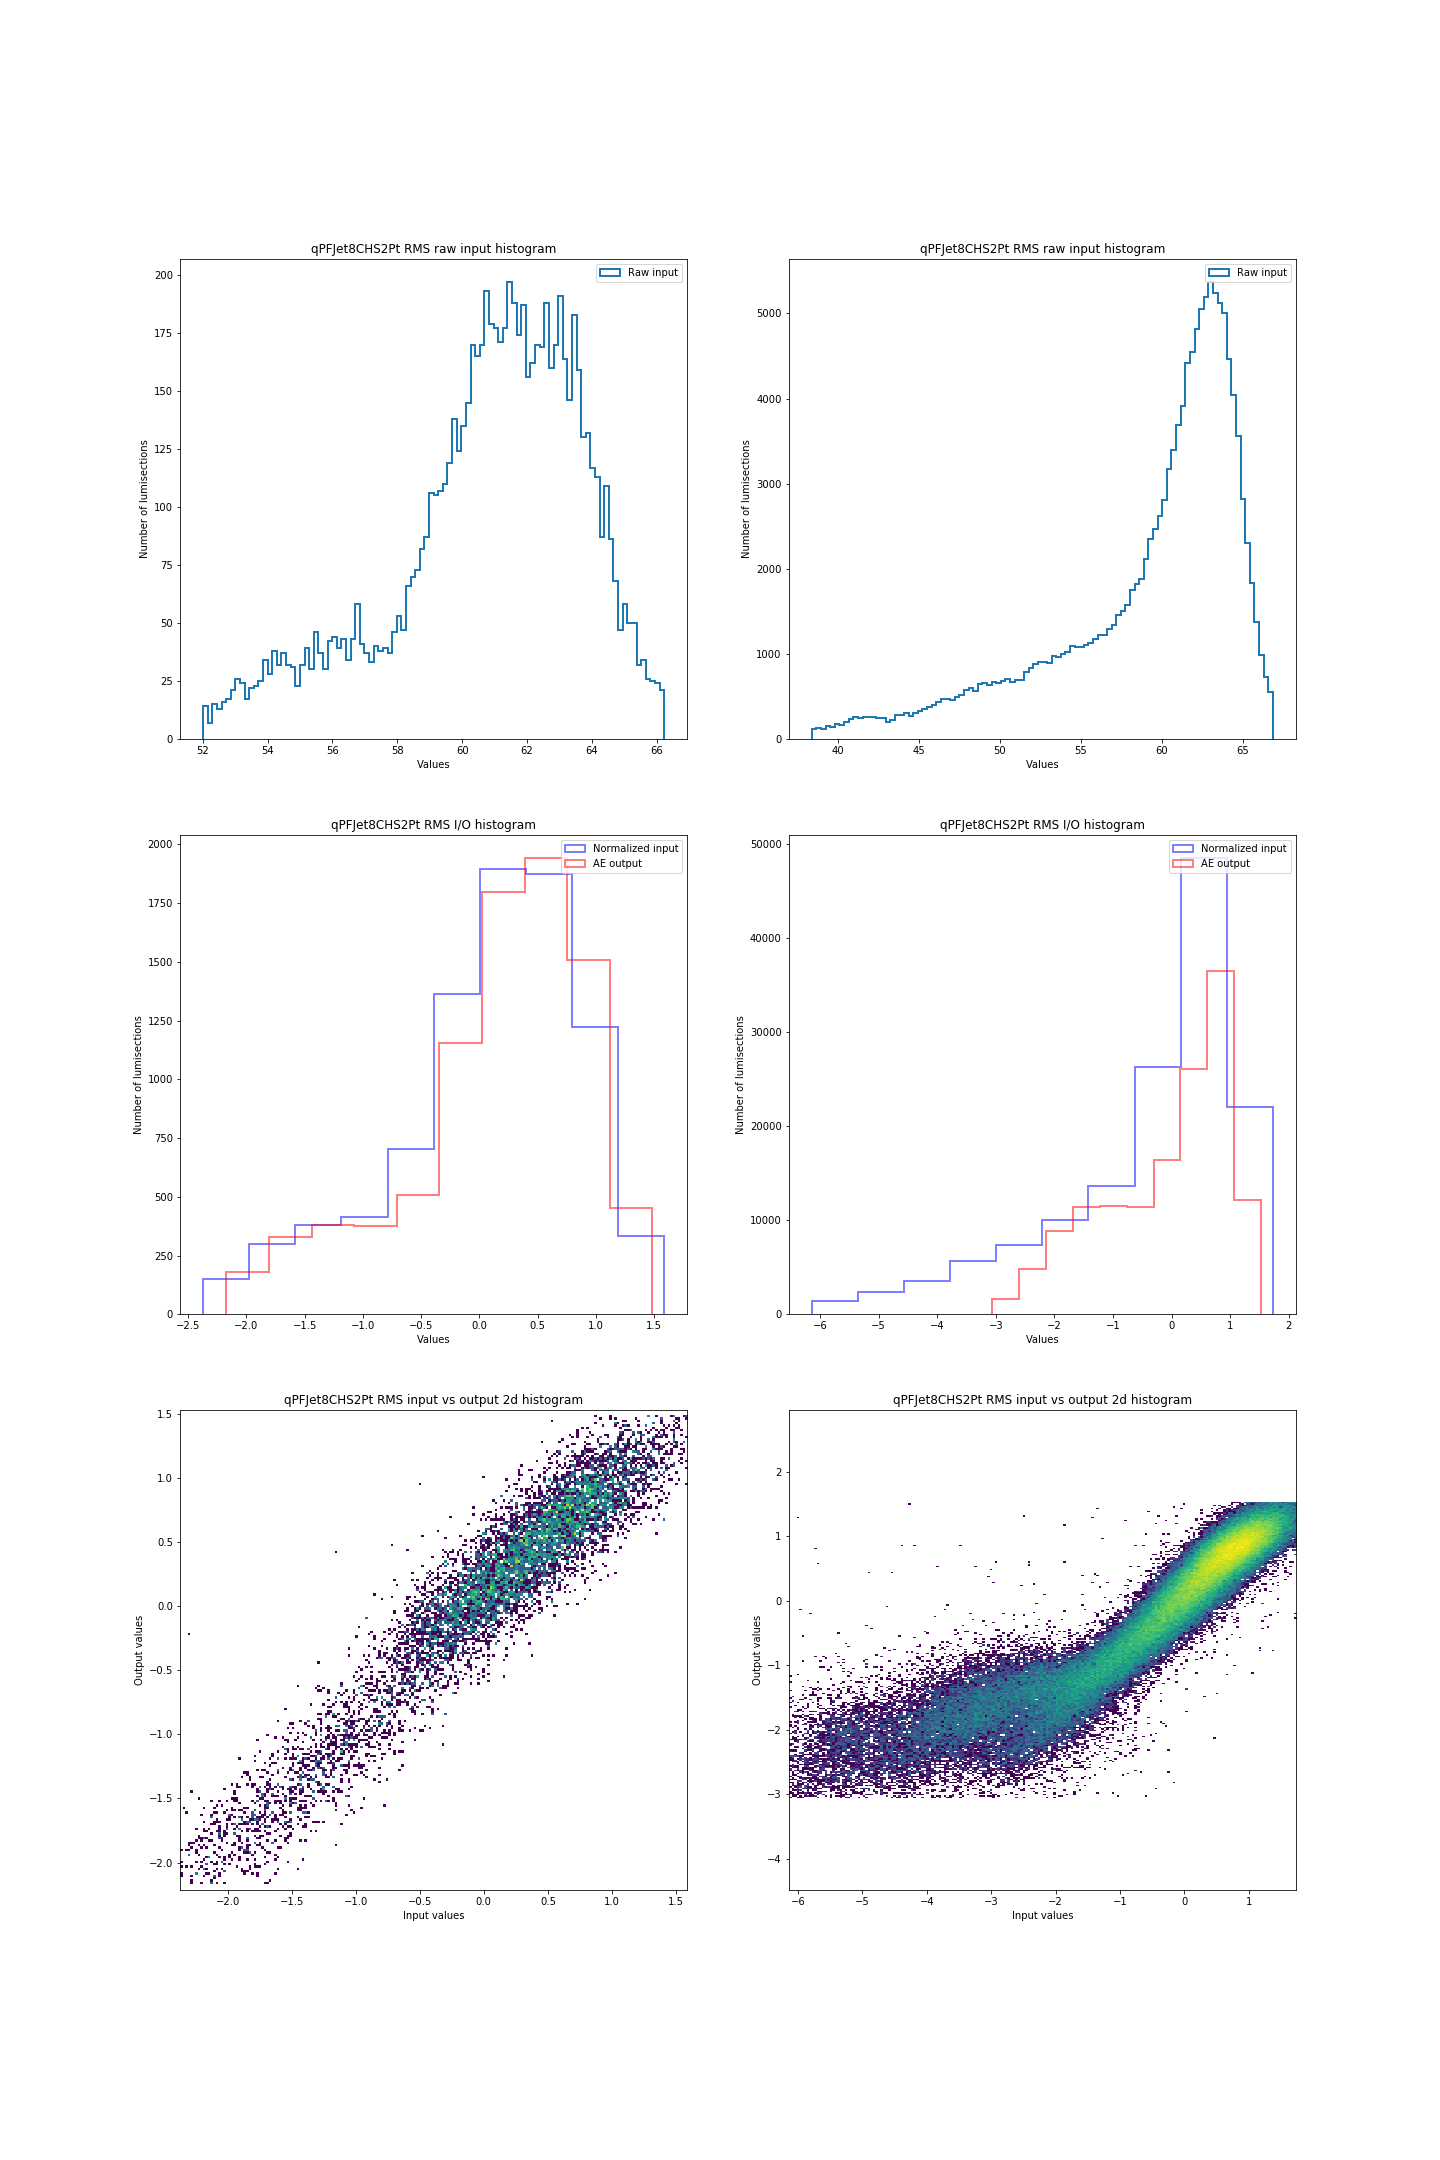 qPFJet8CHS2Pt RMS raw input histogram
Raw input
200
175
150
125
100
75
50
25
0
Number of lumisections
52 54 56 58 60 62 64 66
Values
qPFJet8CHS2Pt RMS raw input histogram
Raw input
5000
4000
3000
2000
1000
0
Number of lumisections
40 45 50 55 60 65
Values
qPFJet8CHS2Pt RMS I/O histogram
Normalized input
AE output
2000
1750
1500
1250
1000
750
500
250
0
Number of lumisections
−2.5 −2.0 −1.5 −1.0 −0.5 0.0 0.5 1.0 1.5
Values
qPFJet8CHS2Pt RMS I/O histogram
Normalized input
AE output
50000
40000
30000
20000
10000
0
Number of lumisections
−6 −5 −4 −3 −2 −1 0 1 2
Values
qPFJet8CHS2Pt RMS input vs output 2d histogram
1.5
1.0
0.5
0.0
−0.5
−1.0
−1.5
−2.0
Output values
−2.0 −1.5 −1.0 −0.5 0.0 0.5 1.0 1.5
Input values
qPFJet8CHS2Pt RMS input vs output 2d histogram
2
1
0
−1
−2
−3
−4
Output values
−6 −5 −4 −3 −2 −1 0 1
Input values